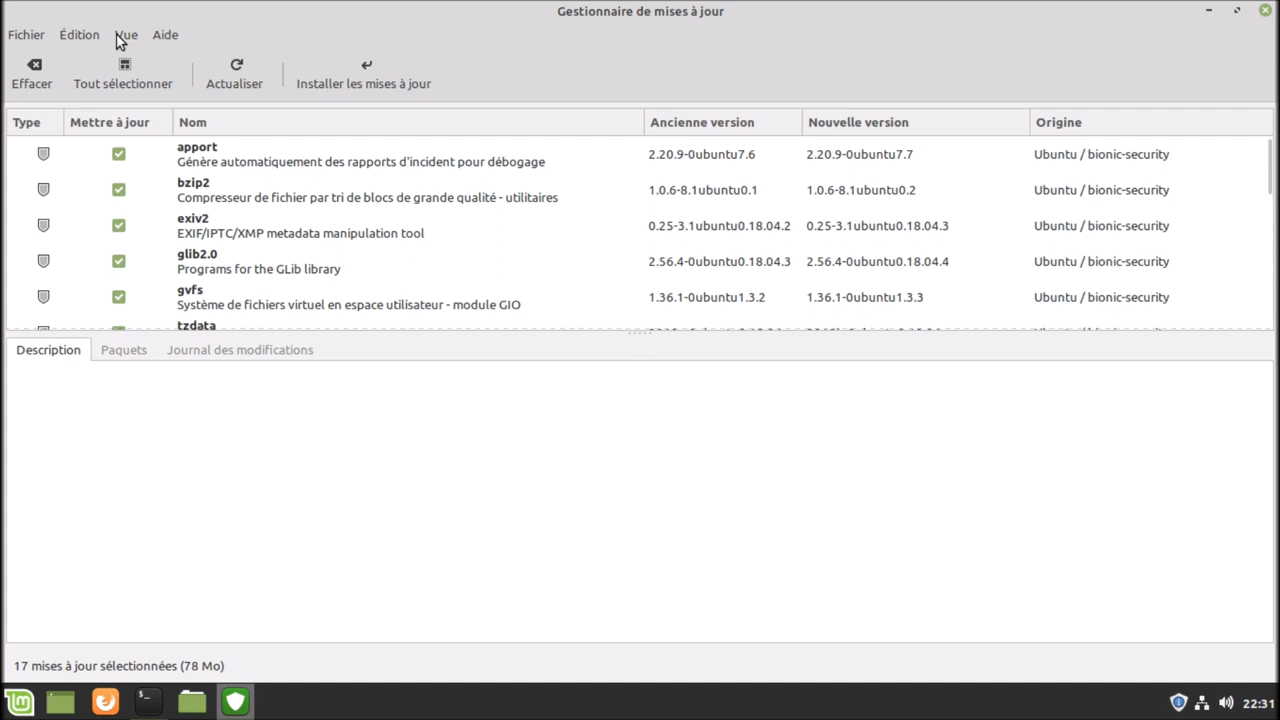 Gestionnaire de mises à jour
Fichier Édition Vue Aide
Effacer Tout sélectionner Actualiser Installer les mises à jour
Type Mettre à jour Nom Ancienne version Nouvelle version Origine
apport
Génère automatiquement des rapports d'incident pour débogage 2.20.9-0ubuntu7.6 2.20.9-0ubuntu7.7 Ubuntu / bionic-security
bzip2
Compresseur de fichier par tri de blocs de grande qualité - utilitaires 1.0.6-8.1ubuntu0.1 1.0.6-8.1ubuntu0.2 Ubuntu / bionic-security
exiv2
EXIF/IPTC/XMP metadata manipulation tool 0.25-3.1ubuntu0.18.04.2 0.25-3.1ubuntu0.18.04.3 Ubuntu / bionic-security
glib2.0
Programs for the GLib library 2.56.4-0ubuntu0.18.04.3 2.56.4-0ubuntu0.18.04.4 Ubuntu / bionic-security
gvfs
Système de fichiers virtuel en espace utilisateur - module GIO 1.36.1-0ubuntu1.3.2 1.36.1-0ubuntu1.3.3 Ubuntu / bionic-security
tzdata
Description Paquets Journal des modifications
17 mises à jour sélectionnées (78 Mo)
22:31